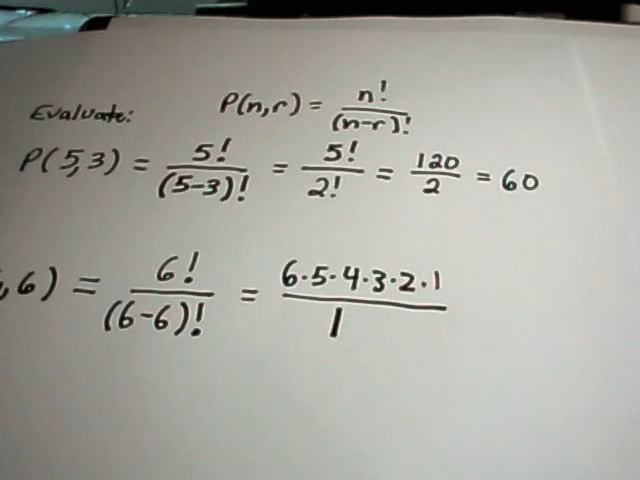 P(n,r) = n!/(n-r)!
Evaluate:
P(5,3) = 5!/(5-3)! = 5!/2! = 120/2 = 60
,6) = 6!/(6-6)! = 6·5·4·3·2·1/1